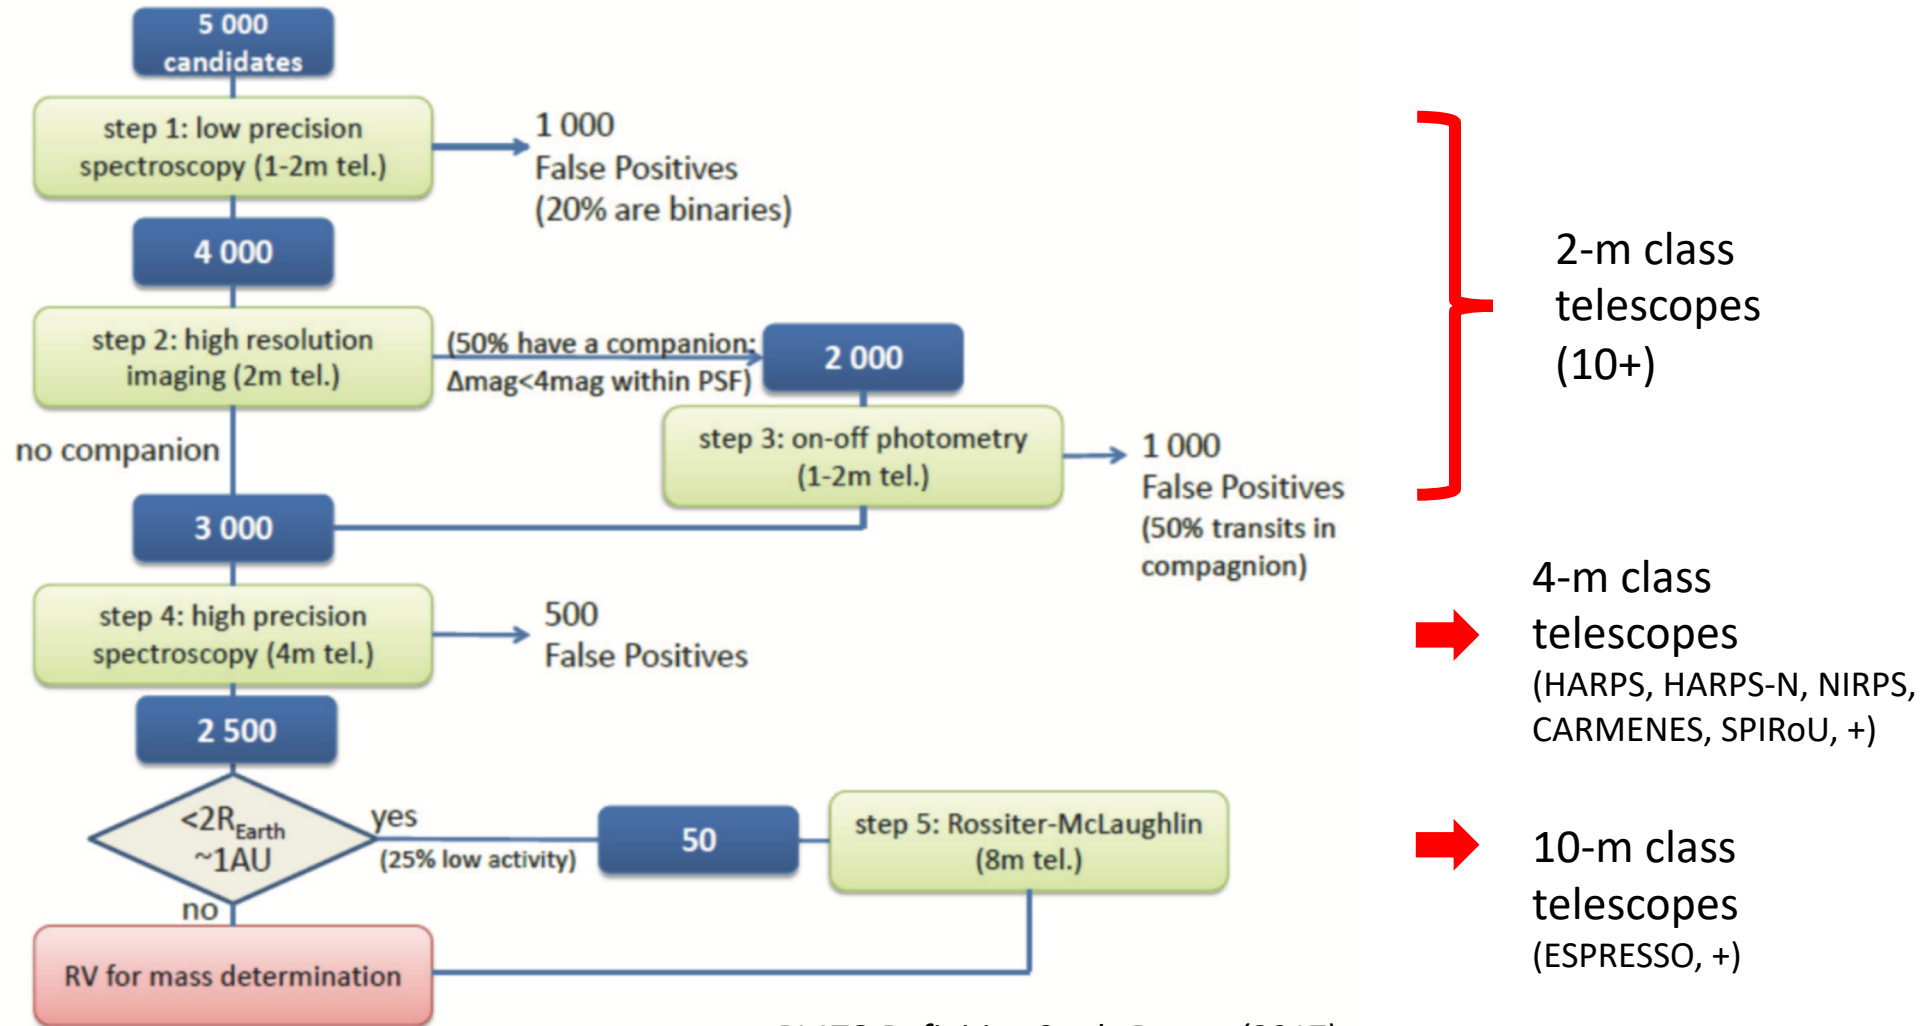 5 000
candidates
step 1: low precision
spectroscopy (1-2m tel.)
1 000
False Positives
(20% are binaries)
4 000
step 2: high resolution
imaging (2m tel.)
(50% have a companion;
Δmag<4mag within PSF)
2 000
no companion
step 3: on-off photometry
(1-2m tel.)
1 000
False Positives
(50% transits in
compagnion)
3 000
step 4: high precision
spectroscopy (4m tel.)
500
False Positives
2 500
<2R_Earth
~1AU
yes
(25% low activity)
50
step 5: Rossiter-McLaughlin
(8m tel.)
no
RV for mass determination
2-m class
telescopes
(10+)
4-m class
telescopes
(HARPS, HARPS-N, NIRPS,
CARMENES, SPIRoU, +)
10-m class
telescopes
(ESPRESSO, +)